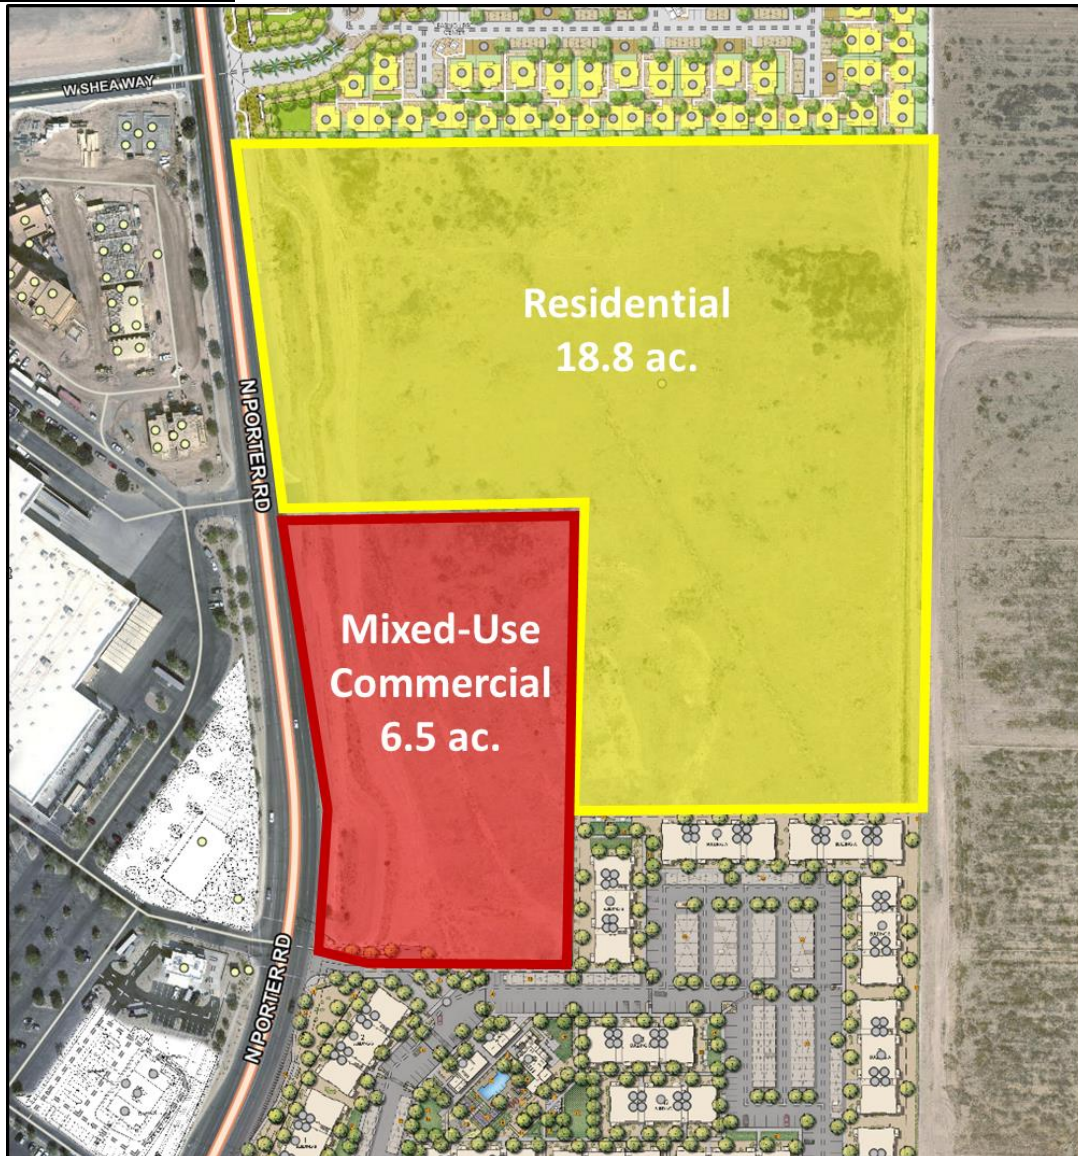 W SHEA WAY
Residential
18.8 ac.
N PORTER RD
Mixed-Use
Commercial
6.5 ac.
N PORTER RD